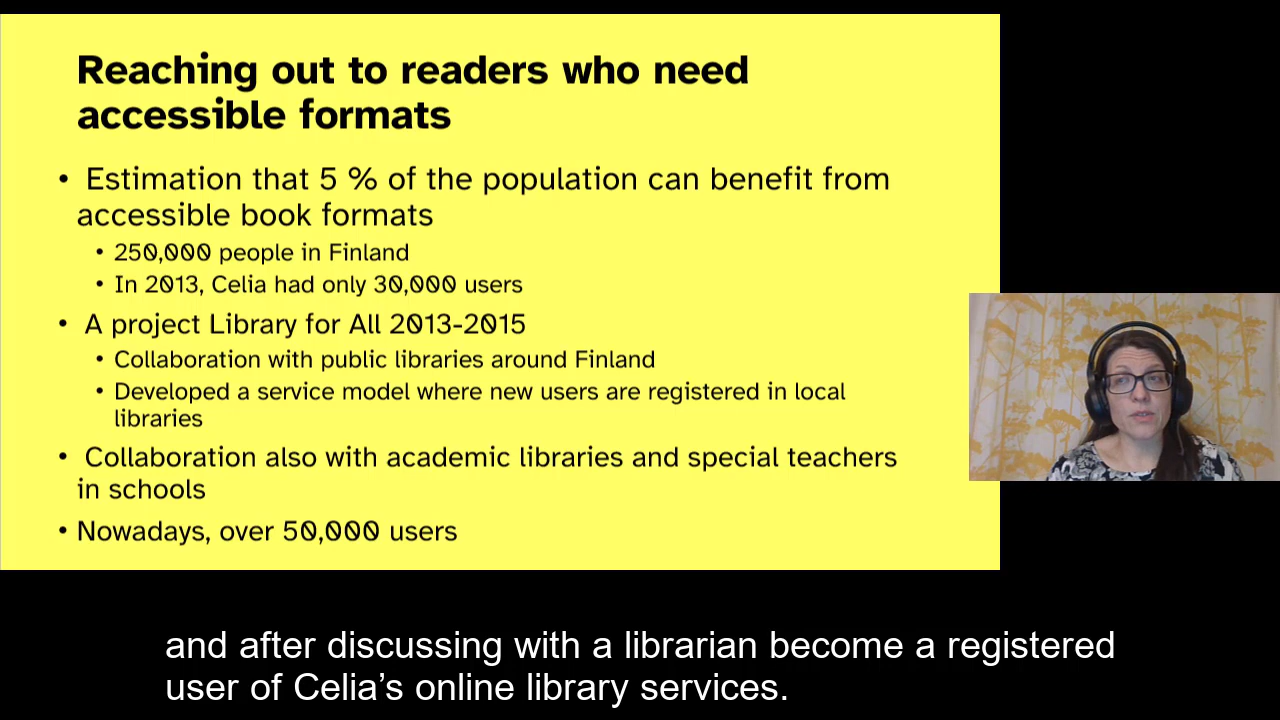 Reaching out to readers who need
accessible formats
• Estimation that 5 % of the population can benefit from
accessible book formats
• 250,000 people in Finland
• In 2013, Celia had only 30,000 users
• A project Library for All 2013-2015
• Collaboration with public libraries around Finland
• Developed a service model where new users are registered in local
libraries
• Collaboration also with academic libraries and special teachers
in schools
• Nowadays, over 50,000 users
and after discussing with a librarian become a registered
user of Celia’s online library services.